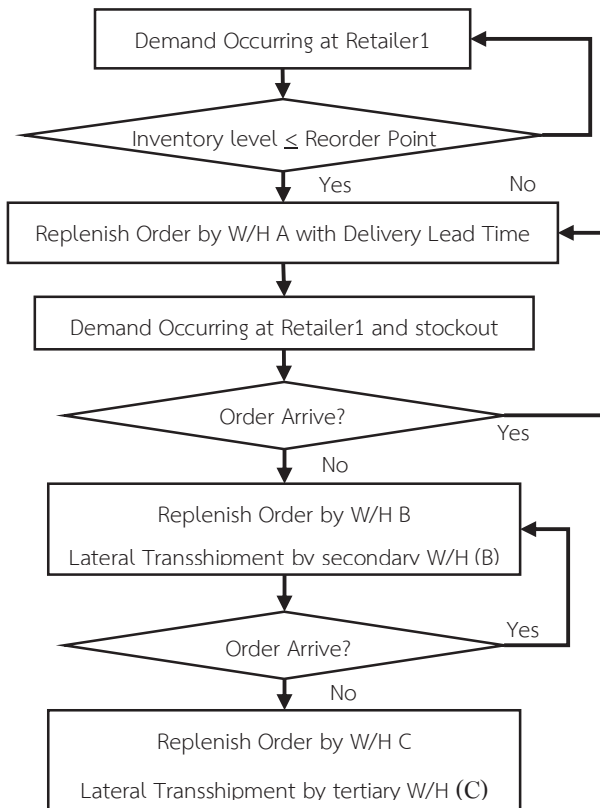 Demand Occurring at Retailer1
Inventory level ≤ Reorder Point
Yes
No
Replenish Order by W/H A with Delivery Lead Time
Demand Occurring at Retailer1 and stockout
Order Arrive?
Yes
No
Replenish Order by W/H B
Lateral Transshipment by secondary W/H (B)
Order Arrive?
Yes
No
Replenish Order by W/H C
Lateral Transshipment by tertiary W/H (C)